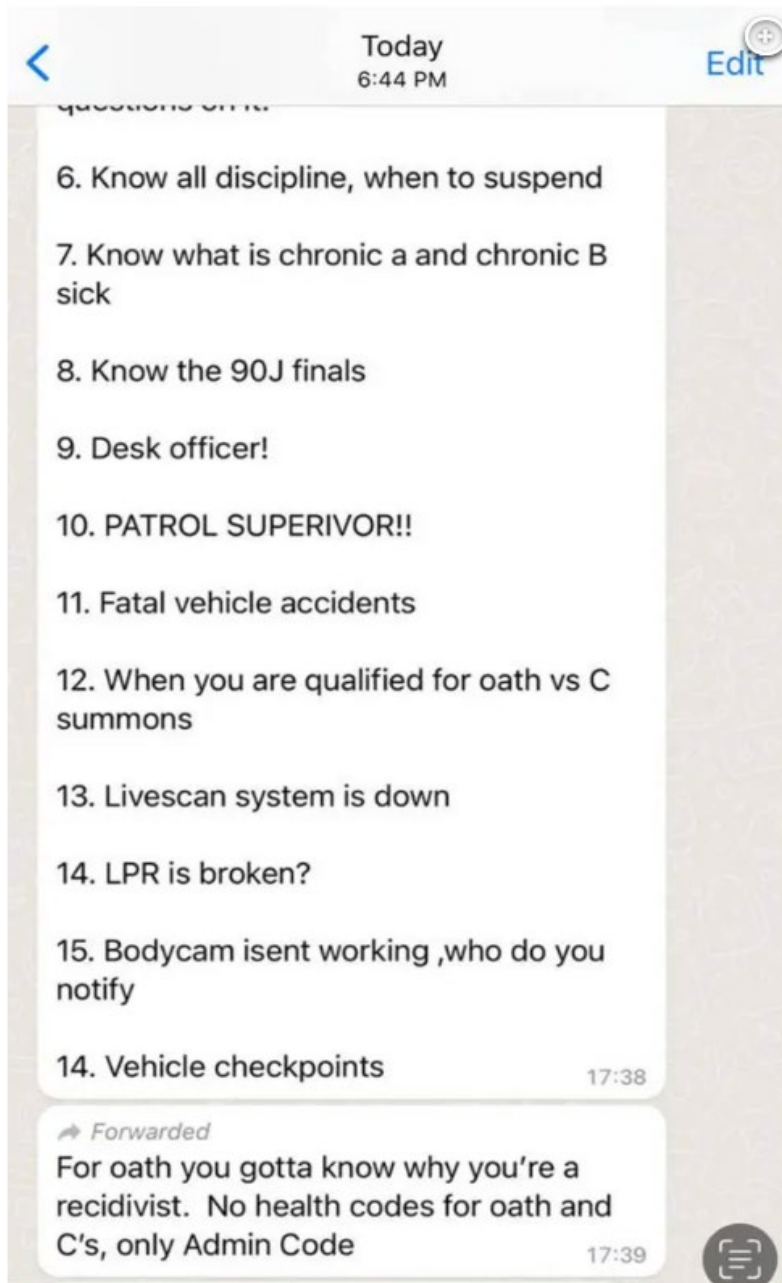 Today
6:44 PM
Edit
6. Know all discipline, when to suspend
7. Know what is chronic a and chronic B
sick
8. Know the 90J finals
9. Desk officer!
10. PATROL SUPERIVOR!!
11. Fatal vehicle accidents
12. When you are qualified for oath vs C
summons
13. Livescan system is down
14. LPR is broken?
15. Bodycam isent working ,who do you
notify
14. Vehicle checkpoints
17:38
Forwarded
For oath you gotta know why you're a
recidivist.  No health codes for oath and
C's, only Admin Code
17:39